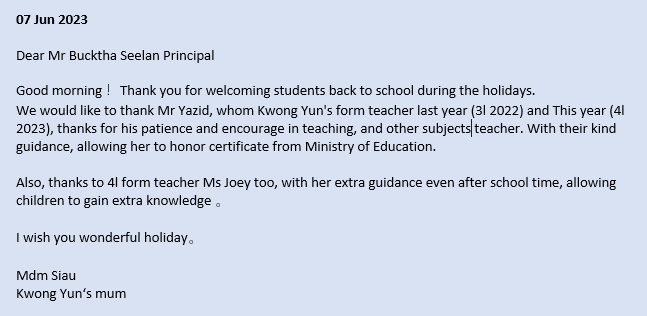 07 Jun 2023
Dear Mr Bucktha Seelan Principal
Good morning！ Thank you for welcoming students back to school during the holidays.
We would like to thank Mr Yazid, whom Kwong Yun's form teacher last year (3l 2022) and This year (4l
2023), thanks for his patience and encourage in teaching, and other subjects teacher. With their kind
guidance, allowing her to honor certificate from Ministry of Education.
Also, thanks to 4l form teacher Ms Joey too, with her extra guidance even after school time, allowing
children to gain extra knowledge 。
I wish you wonderful holiday。
Mdm Siau
Kwong Yun's mum